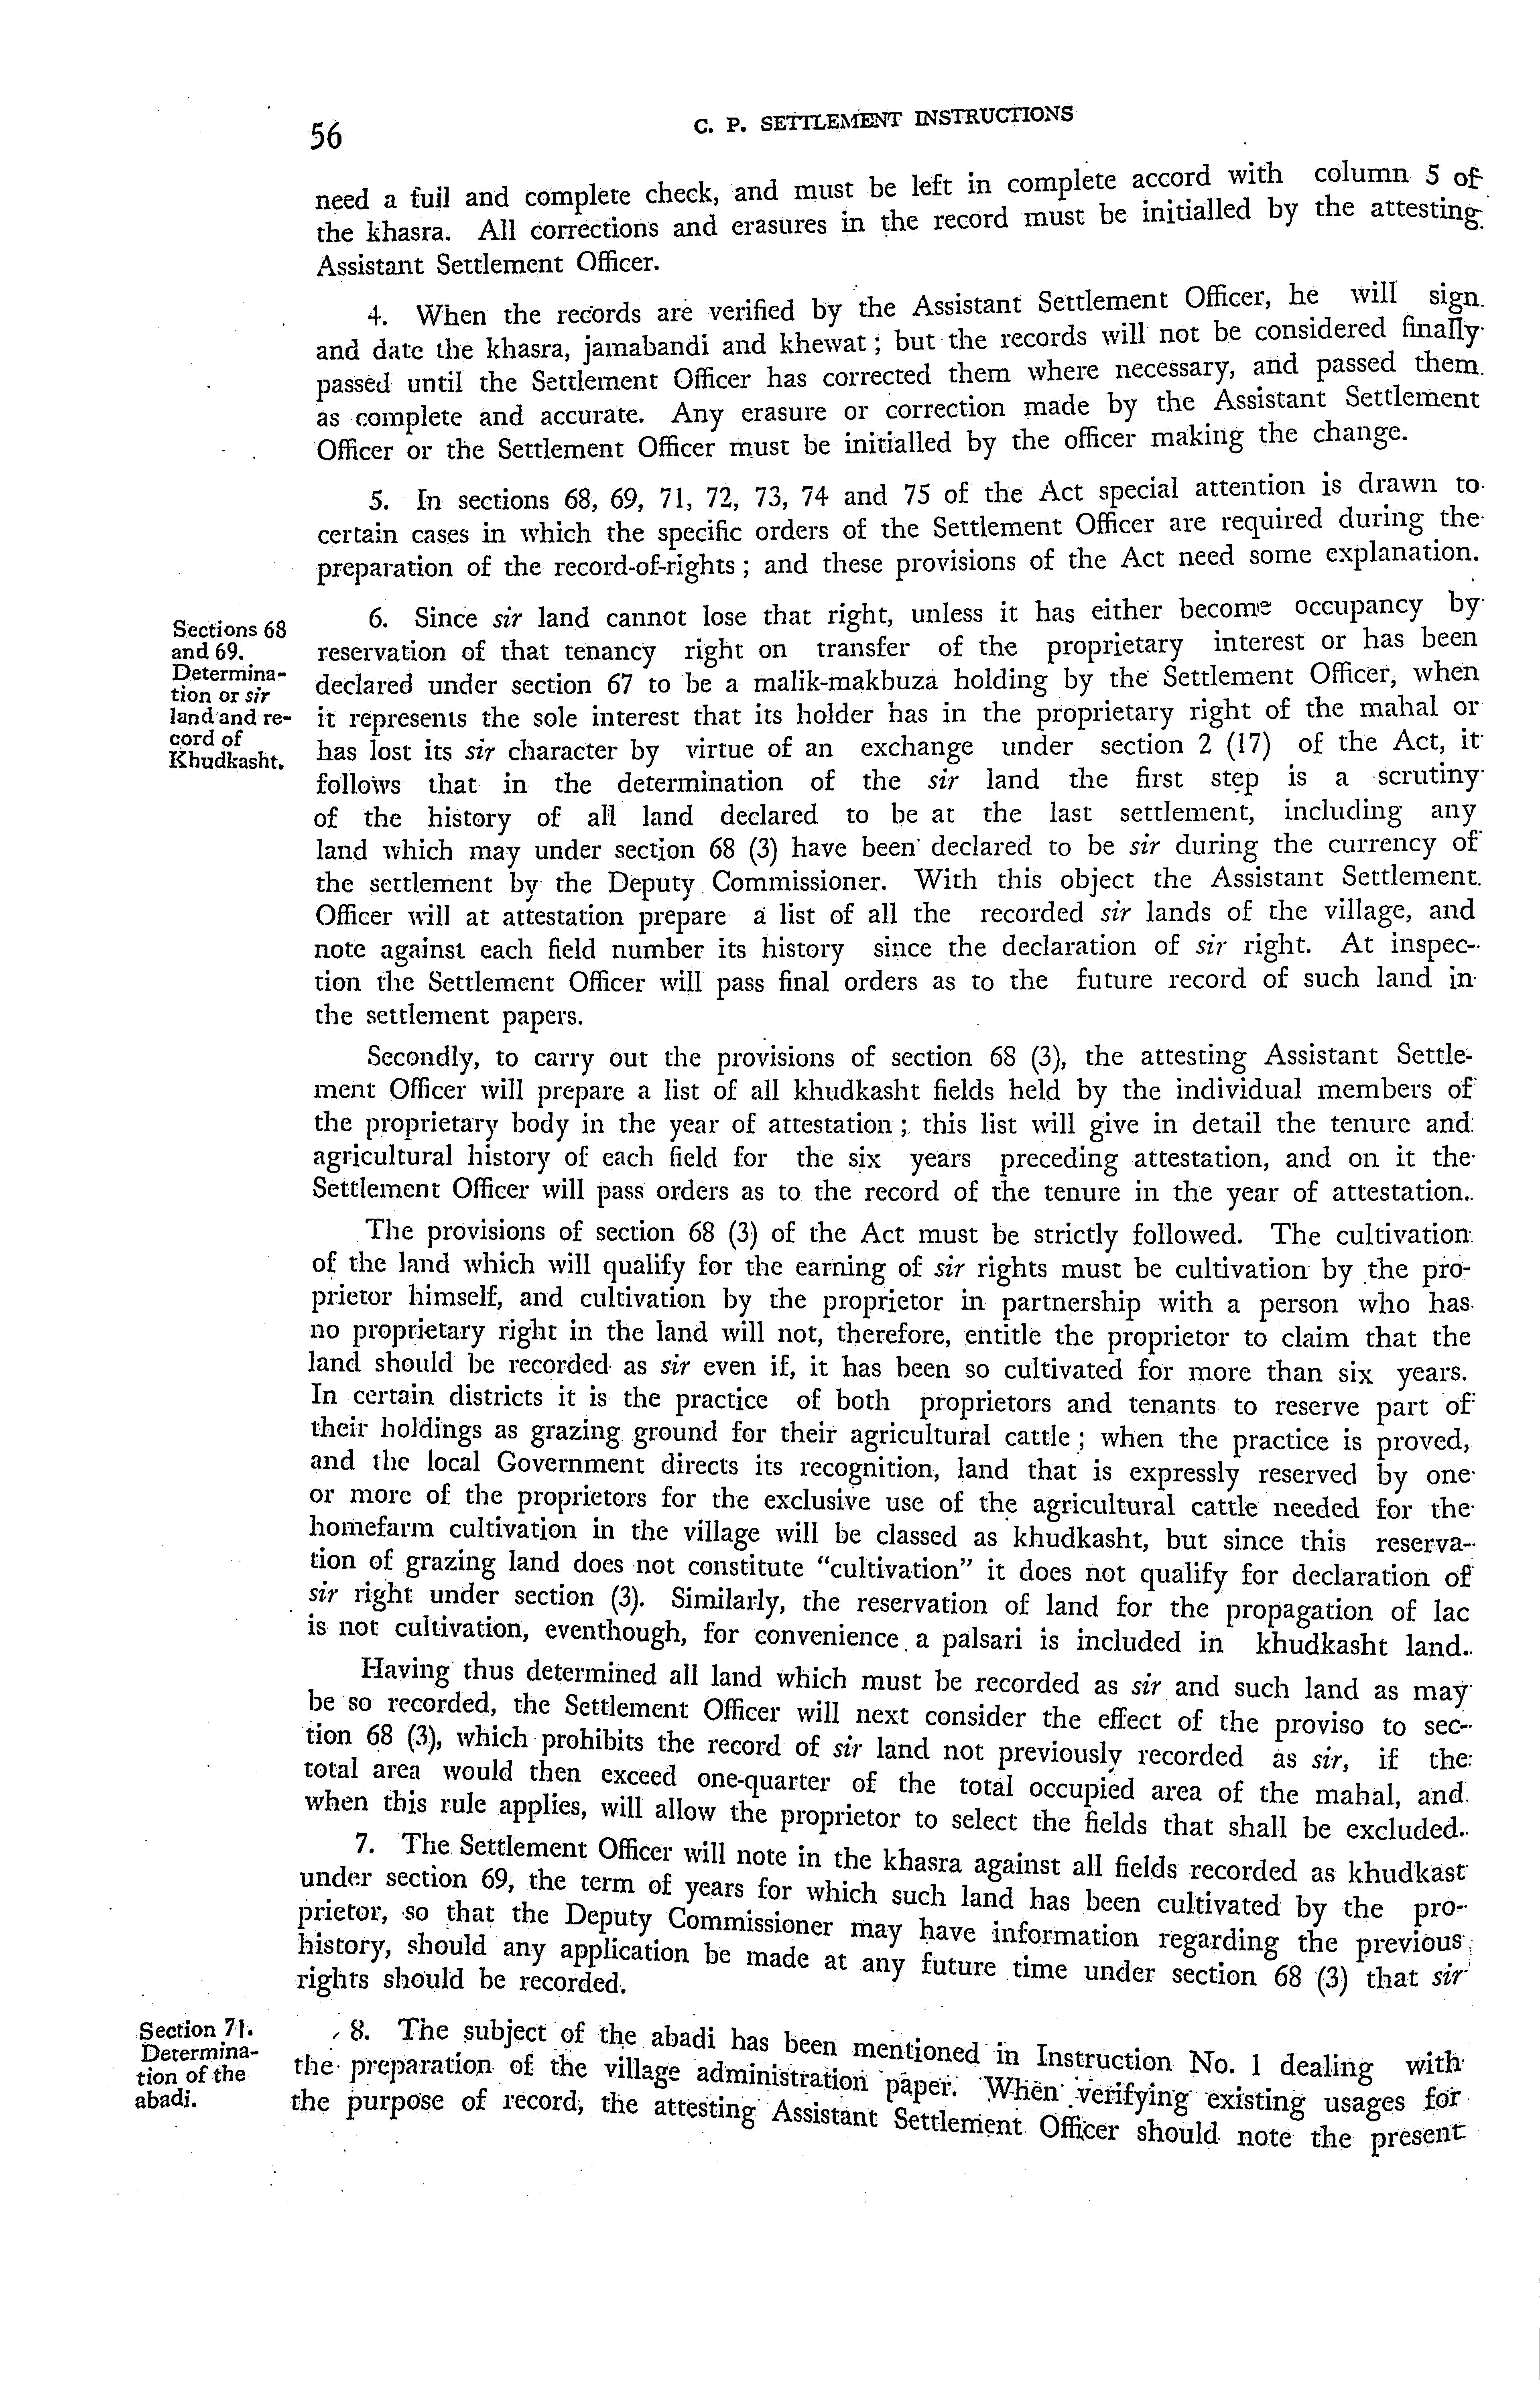 56
C. P. SETTLEMENT INSTRUCTIONS
need a full and complete check, and must be left in complete accord with column 5 of
the khasra. All corrections and erasures in the record must be initialled by the attesting
Assistant Settlement Officer.
4. When the records are verified by the Assistant Settlement Officer, he will sign
and date the khasra, jamabandi and khewat; but the records will not be considered finally
passed until the Settlement Officer has corrected them where necessary, and passed them
as complete and accurate. Any erasure or correction made by the Assistant Settlement
Officer or the Settlement Officer must be initialled by the officer making the change.
5. In sections 68, 69, 71, 72, 73, 74 and 75 of the Act special attention is drawn to
certain cases in which the specific orders of the Settlement Officer are required during the
preparation of the record-of-rights; and these provisions of the Act need some explanation.
Sections 68
and 69.
Determina-
tion or sir
land and re-
cord of
Khudkasht.
6. Since sir land cannot lose that right, unless it has either become occupancy by
reservation of that tenancy right on transfer of the proprietary interest or has been
declared under section 67 to be a malik-makbuza holding by the Settlement Officer, when
it represents the sole interest that its holder has in the proprietary right of the mahal or
has lost its sir character by virtue of an exchange under section 2 (17) of the Act, it
follows that in the determination of the sir land the first step is a scrutiny
of the history of all land declared to be at the last settlement, including any
land which may under section 68 (3) have been declared to be sir during the currency of
the settlement by the Deputy Commissioner. With this object the Assistant Settlement
Officer will at attestation prepare a list of all the recorded sir lands of the village, and
note against each field number its history since the declaration of sir right. At inspec-
tion the Settlement Officer will pass final orders as to the future record of such land in
the settlement papers.
Secondly, to carry out the provisions of section 68 (3), the attesting Assistant Settle-
ment Officer will prepare a list of all khudkasht fields held by the individual members of
the proprietary body in the year of attestation; this list will give in detail the tenure and
agricultural history of each field for the six years preceding attestation, and on it the
Settlement Officer will pass orders as to the record of the tenure in the year of attestation.
The provisions of section 68 (3) of the Act must be strictly followed. The cultivation
of the land which will qualify for the earning of sir rights must be cultivation by the pro-
prietor himself, and cultivation by the proprietor in partnership with a person who has
no proprietary right in the land will not, therefore, entitle the proprietor to claim that the
land should be recorded as sir even if, it has been so cultivated for more than six years.
In certain districts it is the practice of both proprietors and tenants to reserve part of
their holdings as grazing ground for their agricultural cattle; when the practice is proved,
and the local Government directs its recognition, land that is expressly reserved by one
or more of the proprietors for the exclusive use of the agricultural cattle needed for the
homefarm cultivation in the village will be classed as khudkasht, but since this reserva-
tion of grazing land does not constitute "cultivation" it does not qualify for declaration of
sir right under section (3). Similarly, the reservation of land for the propagation of lac
is not cultivation, eventhough, for convenience a palsari is included in khudkasht land.
Having thus determined all land which must be recorded as sir and such land as may
be so recorded, the Settlement Officer will next consider the effect of the proviso to sec-
tion 68 (3), which prohibits the record of sir land not previously recorded as sir, if the
total area would then exceed one-quarter of the total occupied area of the mahal, and
when this rule applies, will allow the proprietor to select the fields that shall be excluded.
7. The Settlement Officer will note in the khasra against all fields recorded as khudkast
under section 69, the term of years for which such land has been cultivated by the pro-
prietor, so that the Deputy Commissioner may have information regarding the previous
history, should any application be made at any future time under section 68 (3) that sir
rights should be recorded.
Section 71.
Determina-
tion of the
abadi.
8. The subject of the abadi has been mentioned in Instruction No. 1 dealing with
the preparation of the village administration paper. When verifying existing usages for
the purpose of record, the attesting Assistant Settlement Officer should note the present